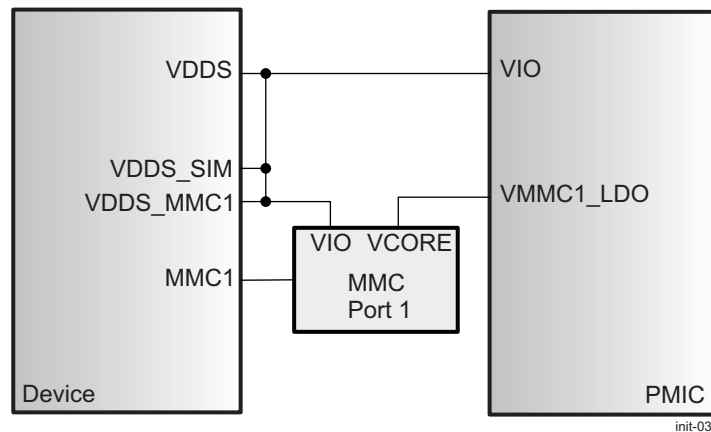 VDDS
VIO
VDDS_SIM
VDDS_MMC1
VMMC1_LDO
VIO VCORE
MMC1
MMC
Port 1
Device
PMIC
init-03